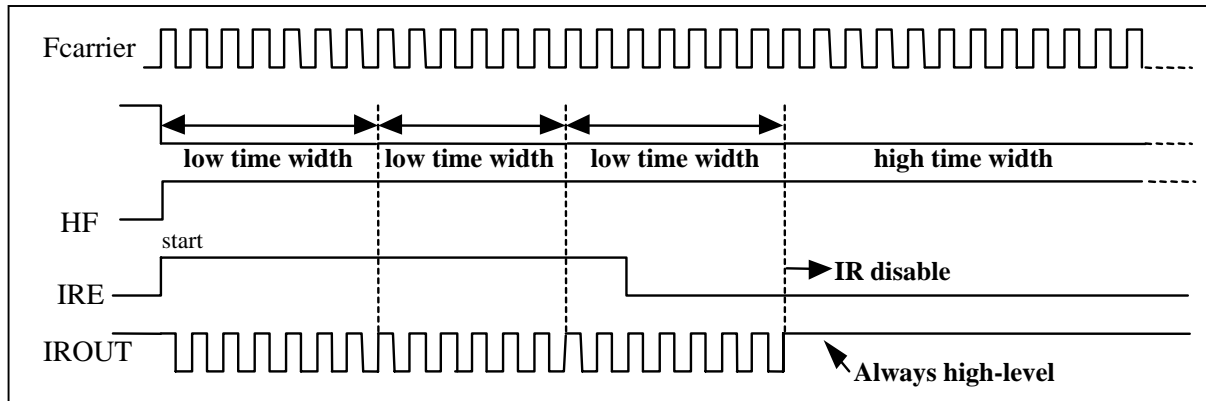 Fcarrier
low time width low time width low time width high time width
HF
start
IRE
IR disable
IROUT
Always high-level